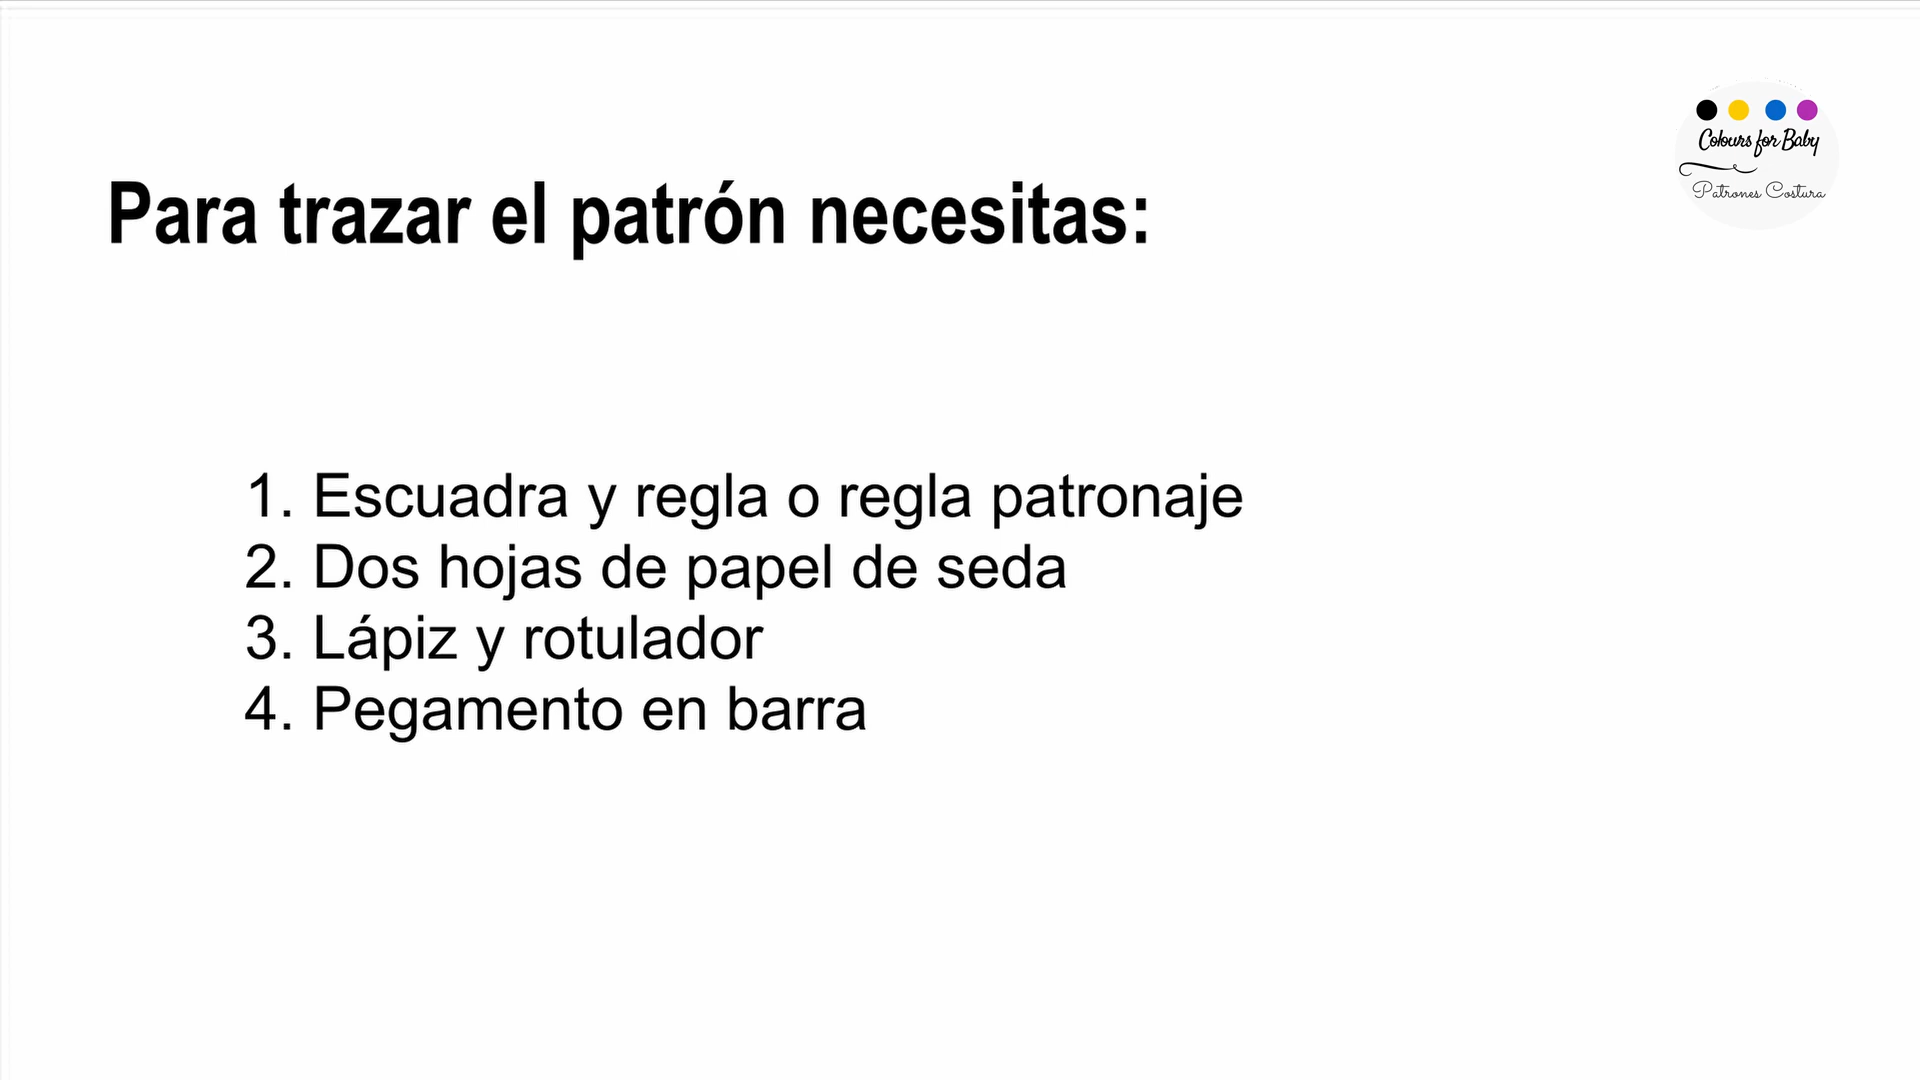 Colours for Baby
Patrones Costura
Para trazar el patrón necesitas:
1. Escuadra y regla o regla patronaje
2. Dos hojas de papel de seda
3. Lápiz y rotulador
4. Pegamento en barra